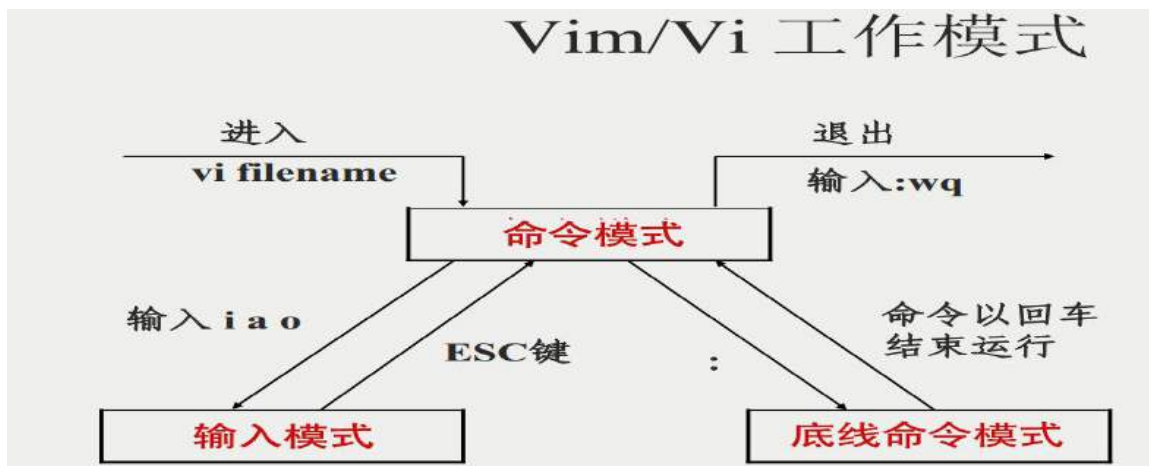 Vim/Vi 工作模式
进入
退出
vi filename
输入:wq
命令模式
输入 i a o
命令以回车
ESC键
:
结束运行
输入模式
底线命令模式